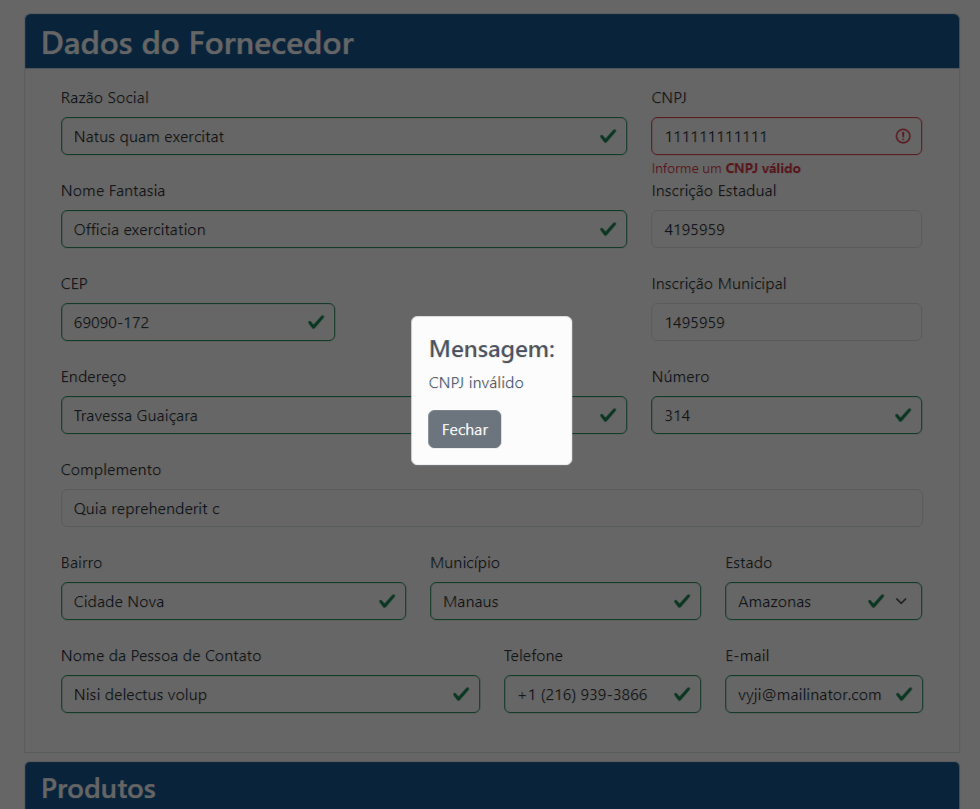 Dados do Fornecedor
Razão Social
CNPJ
Natus quam exercitat
111111111111
Informe um CNPJ válido
Nome Fantasia
Inscrição Estadual
Officia exercitation
4195959
CEP
Inscrição Municipal
69090-172
1495959
Mensagem:
CNPJ inválido
Fechar
Endereço
Número
Travessa Guaiçara
314
Complemento
Quia reprehenderit c
Bairro
Município
Estado
Cidade Nova
Manaus
Amazonas
Nome da Pessoa de Contato
Telefone
E-mail
Nisi delectus volup
+1 (216) 939-3866
vyji@mailinator.com
Produtos